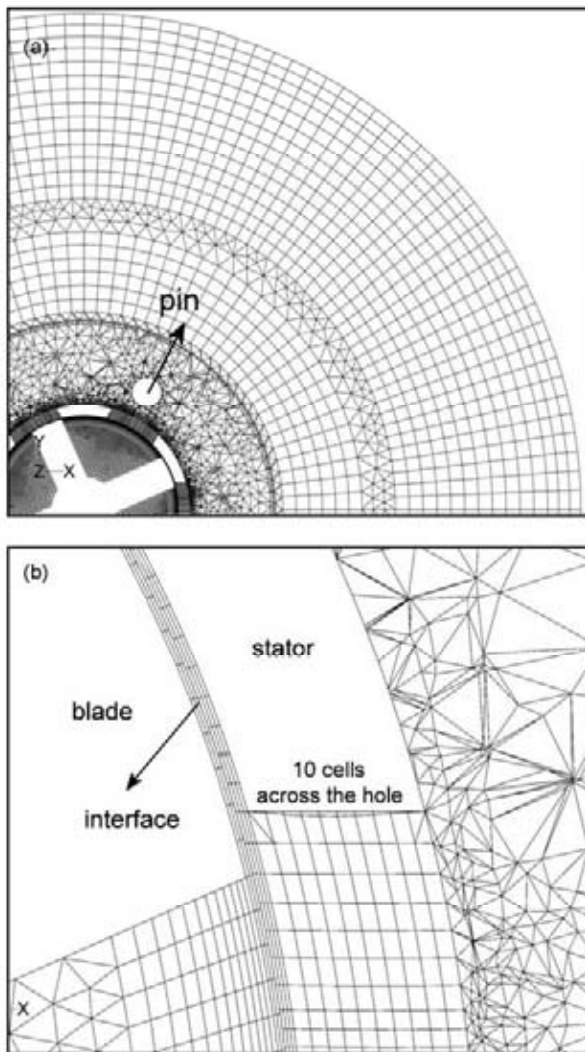 (a)
pin
Y
Z X
(b)
stator
blade
10 cells
across the hole
interface
X